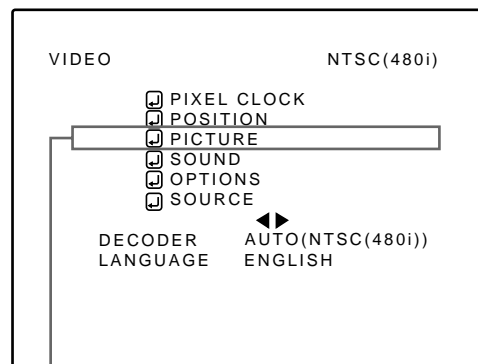 VIDEO NTSC(480i)
PIXEL CLOCK
POSITION
PICTURE
SOUND
OPTIONS
SOURCE
DECODER AUTO(NTSC(480i))
LANGUAGE ENGLISH